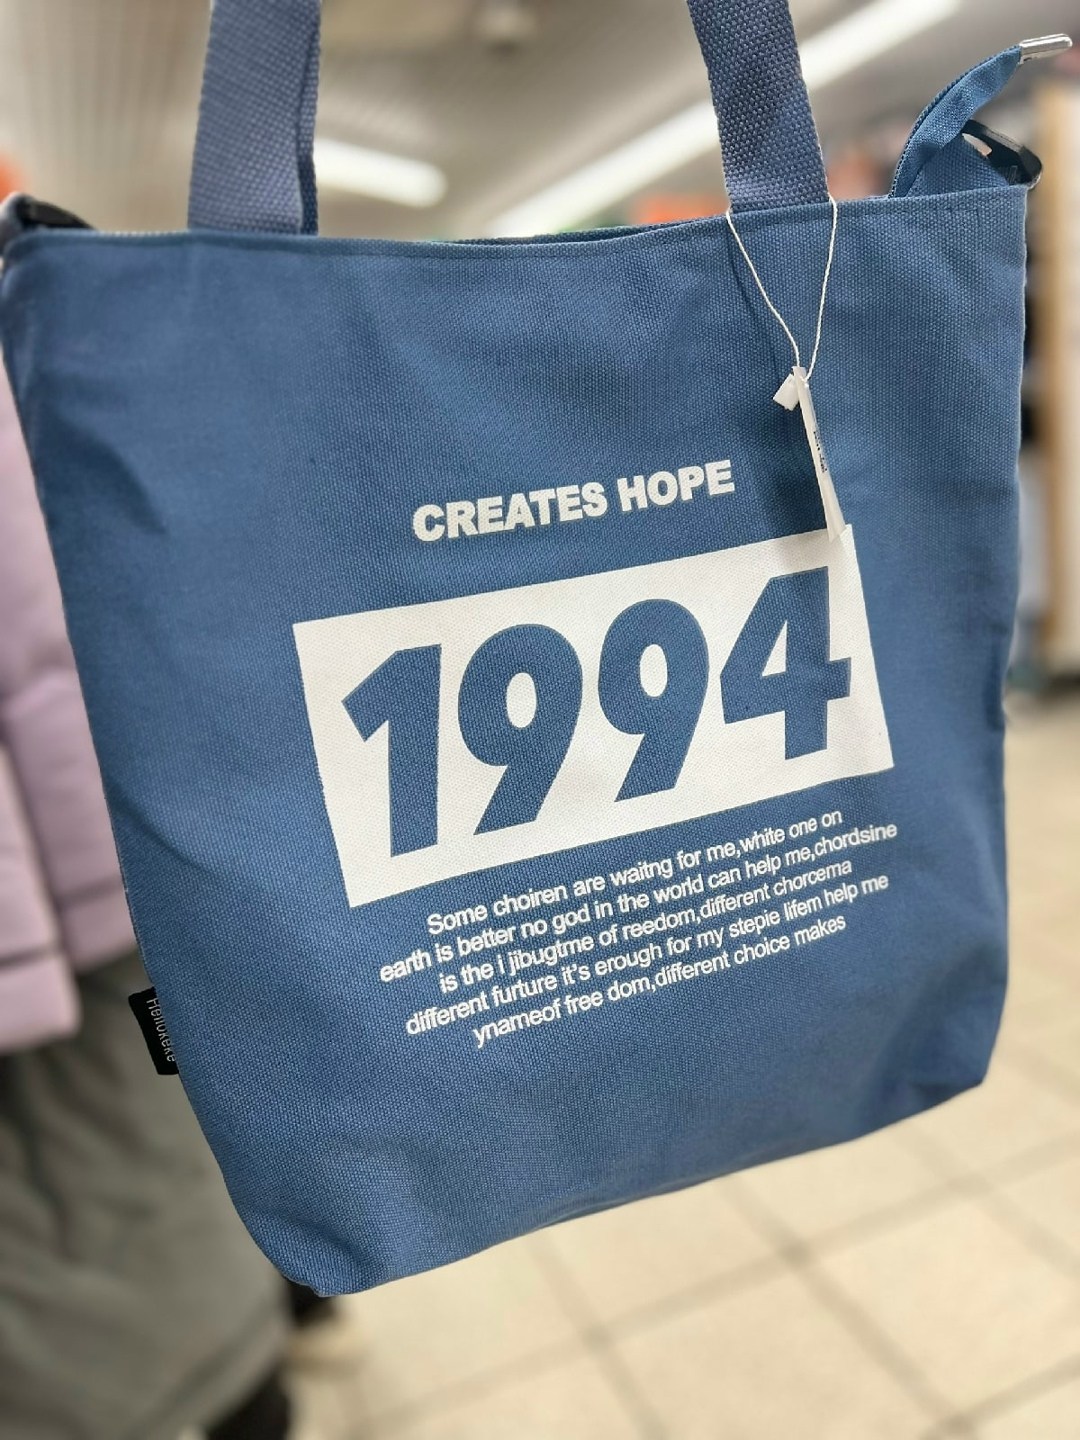 CREATES HOPE
1994
Some choiren are waitng for me,white one on
earth is better no god in the world can help me,chordsine
is the l jibugtme of reedom,different chorcema
different furture it's erough for my stepie lifem help me
ynameof free dom,different choice makes
Hellokeke